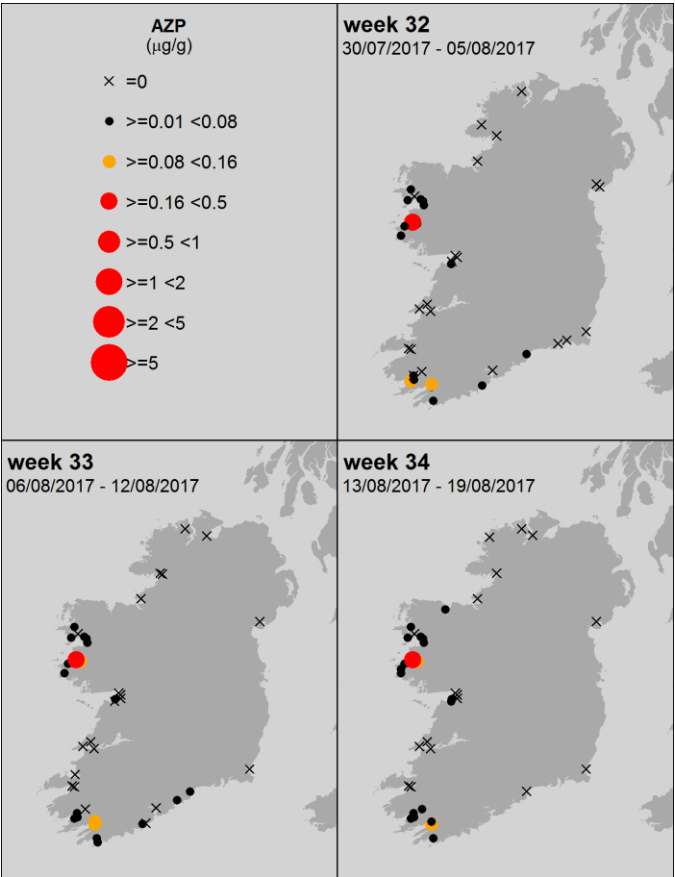 AZP
(µg/g)
=0
>=0.01 <0.08
>=0.08 <0.16
>=0.16 <0.5
>=0.5 <1
>=1 <2
>=2 <5
>=5
week 32
30/07/2017 - 05/08/2017
week 33
06/08/2017 - 12/08/2017
week 34
13/08/2017 - 19/08/2017